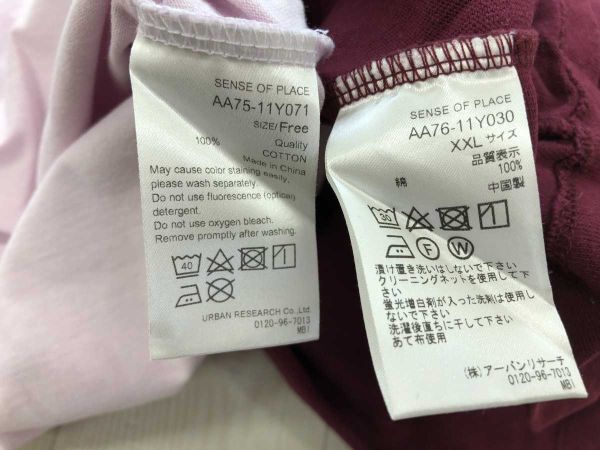 SENSE OF PLACE
AA75-11Y071
SIZE/Free
Quality
100%
COTTON
Made in China
May cause color staining easily,
please wash separately.
Do not use fluorescence (optical)
detergent.
Do not use oxygen bleach.
Remove promptly after washing.
40
URBAN RESEARCH Co.,Ltd
0120-96-7013
MB1
SENSE OF PLACE
AA76-11Y030
XXLサイズ
品質表示
100%
綿
中国製
30
F
W
漬け置き洗いはしないで下さい
クリーニングネットを使用して下さい
蛍光増白剤が入った洗剤は使用しないで下さい
洗濯後直ちに干して下さい
あて布使用
(株)アーバンリサーチ
0120-96-7013
MB1